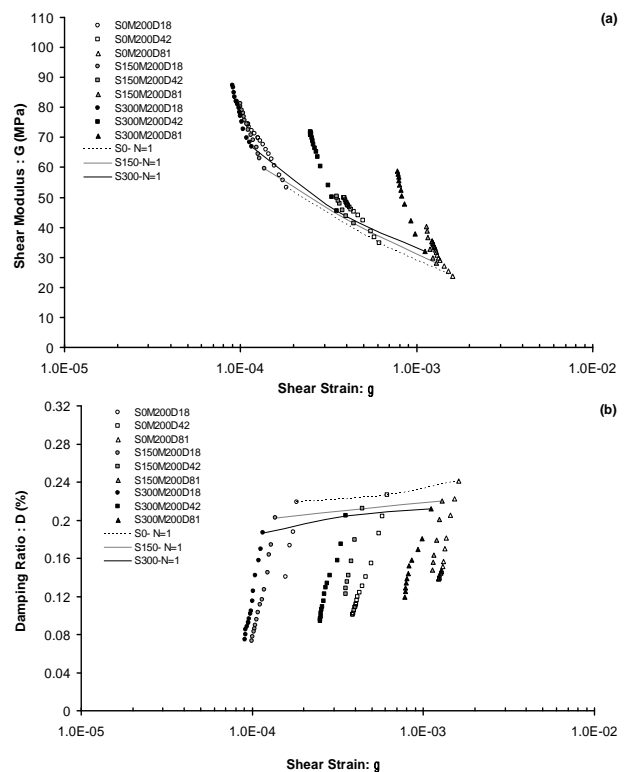 (a)
110
100
90
80
70
60
50
40
30
20
10
0
Shear Modulus : G (MPa)
S0M200D18
S0M200D42
S0M200D81
S150M200D18
S150M200D42
S150M200D81
S300M200D18
S300M200D42
S300M200D81
S0- N=1
S150-N=1
S300-N=1
1.0E-05 1.0E-04 1.0E-03 1.0E-02
Shear Strain: g
(b)
0.32
0.28
0.24
0.2
0.16
0.12
0.08
0.04
0
Damping Ratio : D (%)
S0M200D18
S0M200D42
S0M200D81
S150M200D18
S150M200D42
S150M200D81
S300M200D18
S300M200D42
S300M200D81
S0- N=1
S150-N=1
S300-N=1
1.0E-05 1.0E-04 1.0E-03 1.0E-02
Shear Strain: g